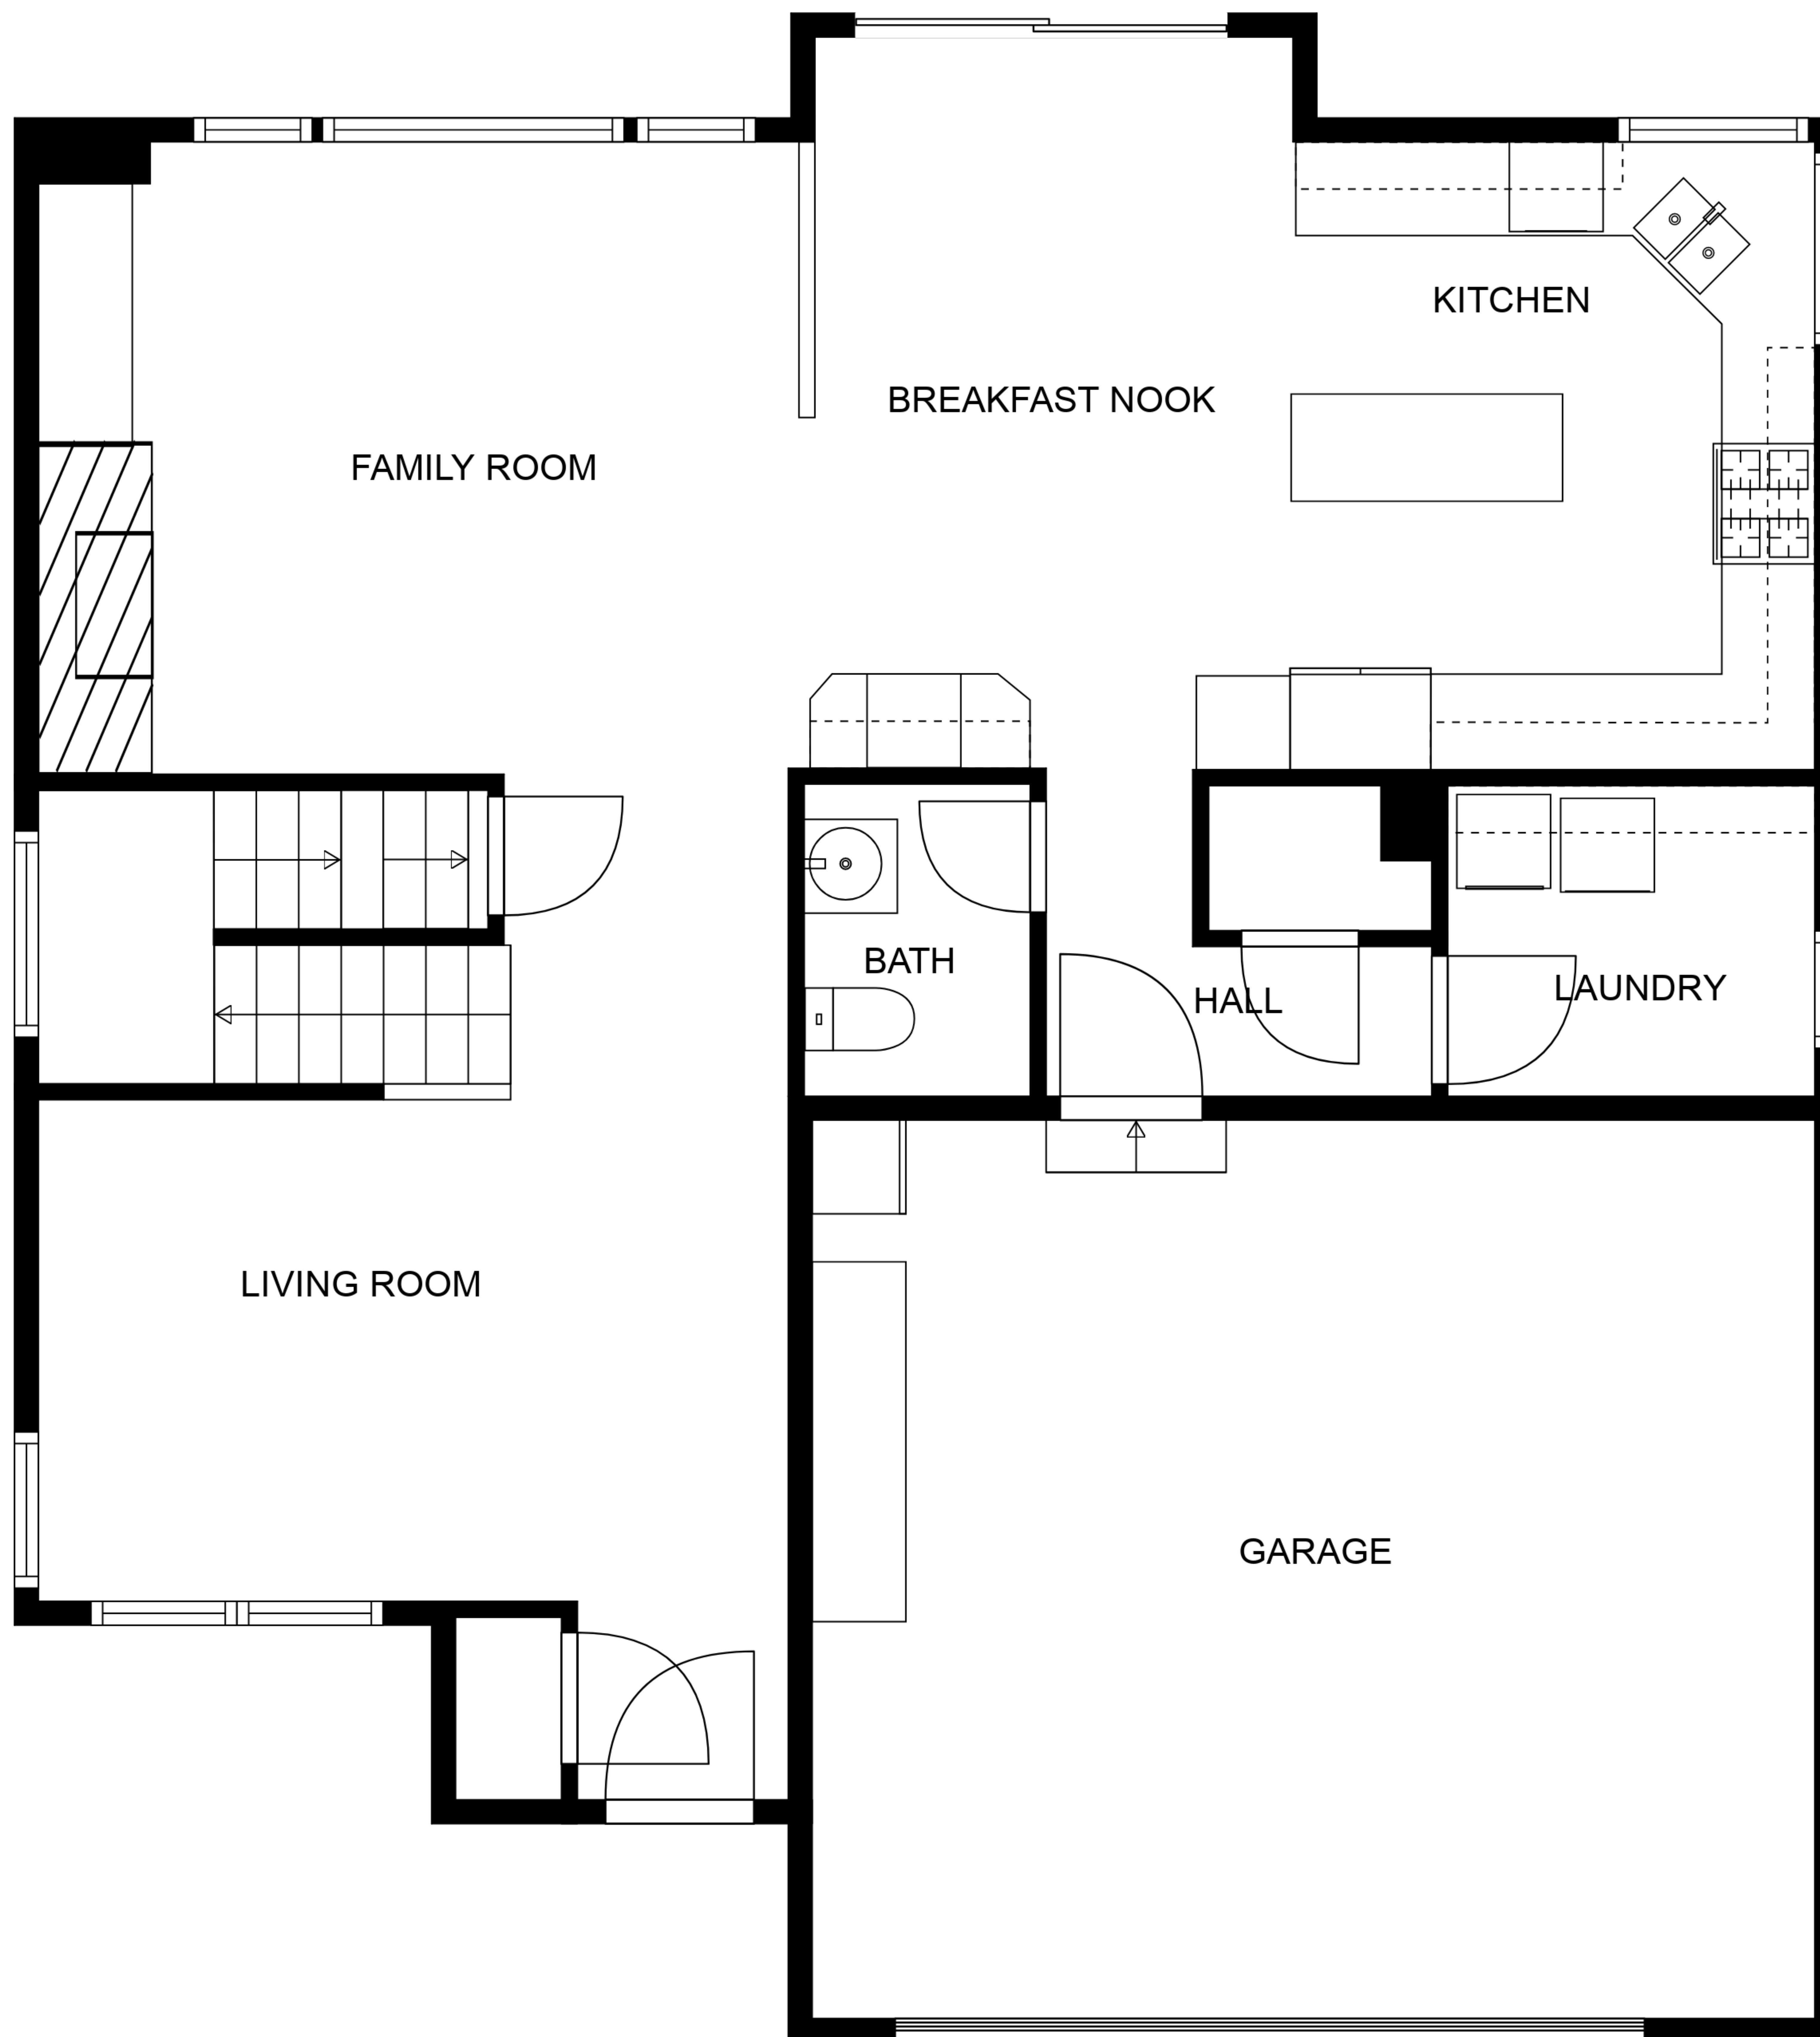 KITCHEN
BREAKFAST NOOK
FAMILY ROOM
BATH
HALL
LAUNDRY
LIVING ROOM
GARAGE